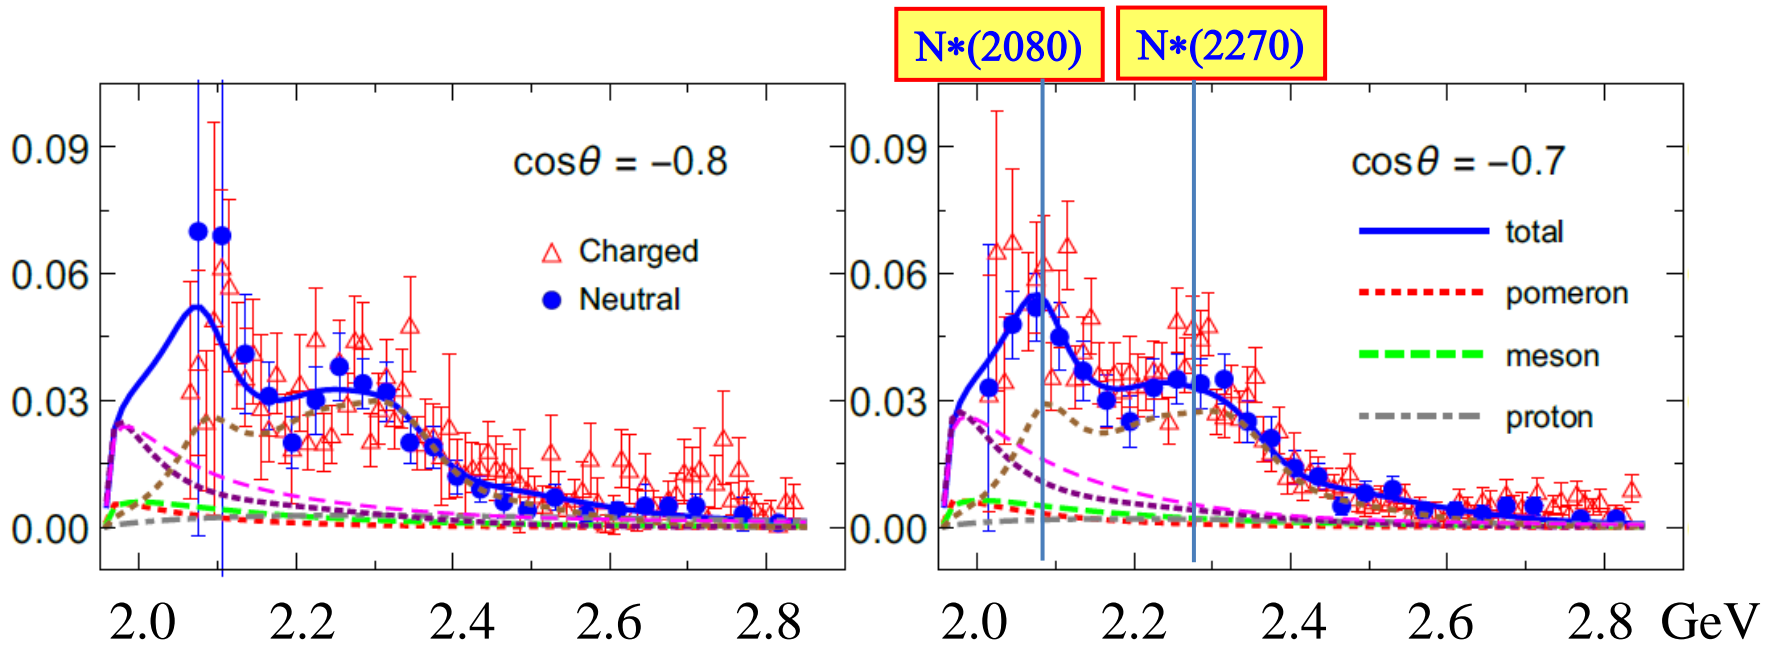 N*(2080) N*(2270)
0.09
0.06
0.03
0.00
cosθ = −0.8
Charged
Neutral
2.0 2.2 2.4 2.6 2.8
0.09
0.06
0.03
0.00
cosθ = −0.7
total
pomeron
meson
proton
2.0 2.2 2.4 2.6 2.8 GeV